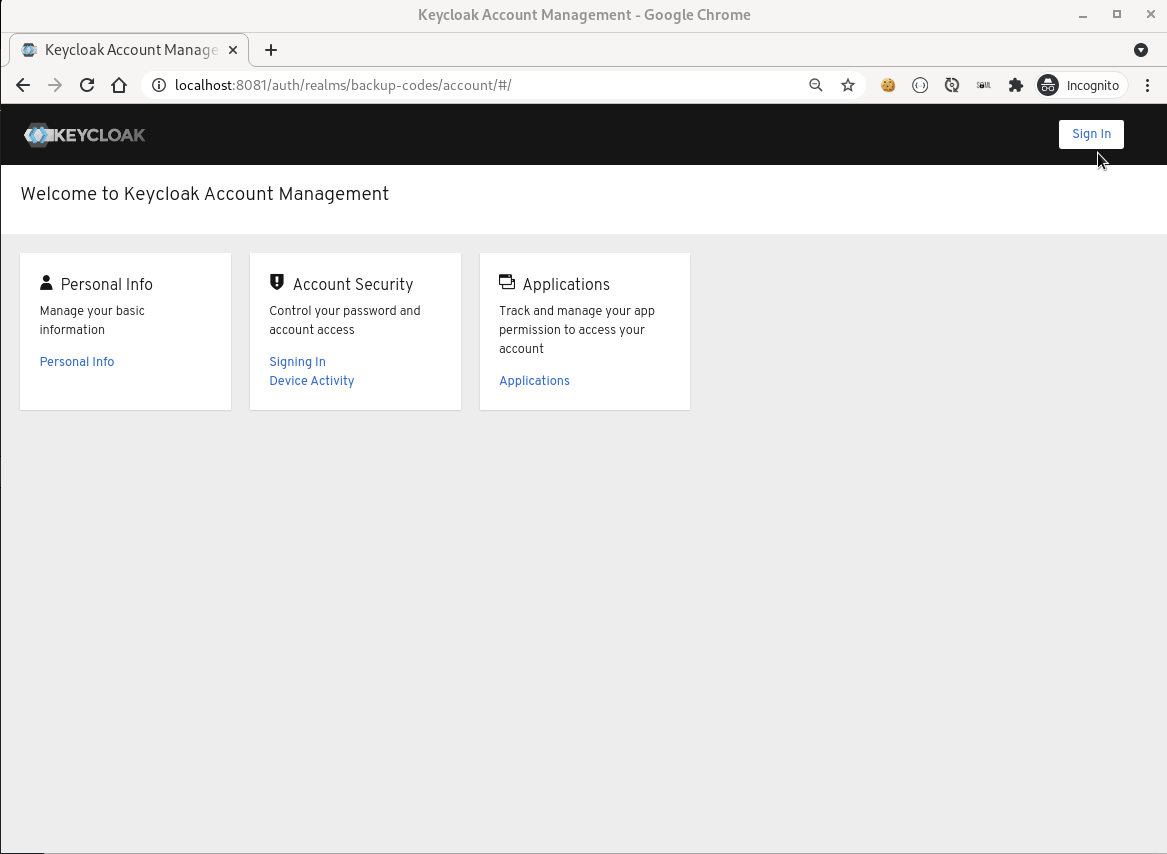 Keycloak Account Management - Google Chrome
Keycloak Account Manage
localhost:8081/auth/realms/backup-codes/account/#/
Incognito
KEYCLOAK
Sign In
Welcome to Keycloak Account Management
Personal Info
Manage your basic
information
Personal Info
Account Security
Control your password and
account access
Signing In
Device Activity
Applications
Track and manage your app
permission to access your
account
Applications